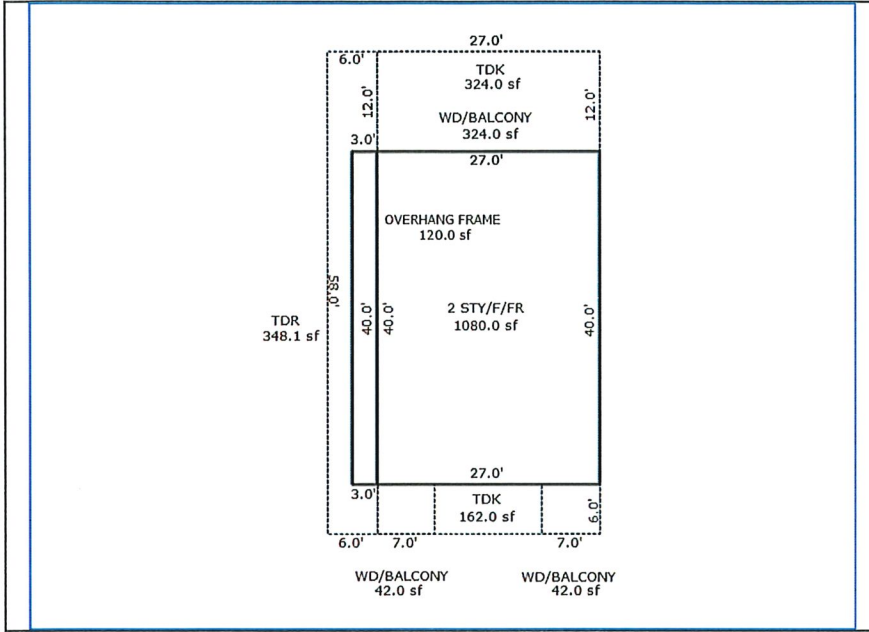 27.0'
6.0'
TDK
324.0 sf
12.0'
12.0'
WD/BALCONY
324.0 sf
3.0'
27.0'
OVERHANG FRAME
120.0 sf
58.0'
TDR
348.1 sf
40.0'
40.0'
2 STY/F/FR
1080.0 sf
40.0'
27.0'
3.0'
TDK
162.0 sf
6.0'
6.0'
7.0'
7.0'
WD/BALCONY
42.0 sf
WD/BALCONY
42.0 sf